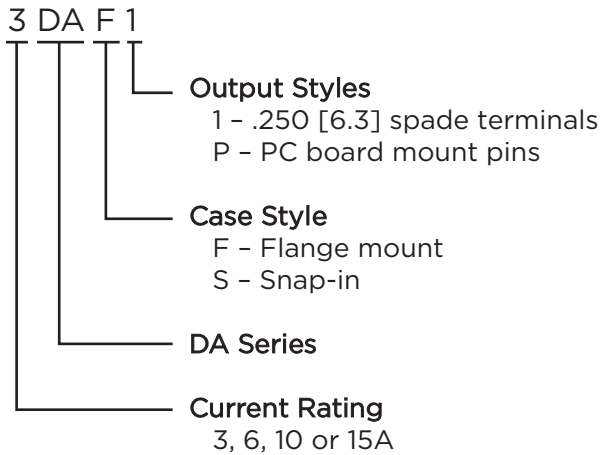 3 DA F 1
Output Styles
1 – .250 [6.3] spade terminals
P – PC board mount pins
Case Style
F – Flange mount
S – Snap-in
DA Series
Current Rating
3, 6, 10 or 15A